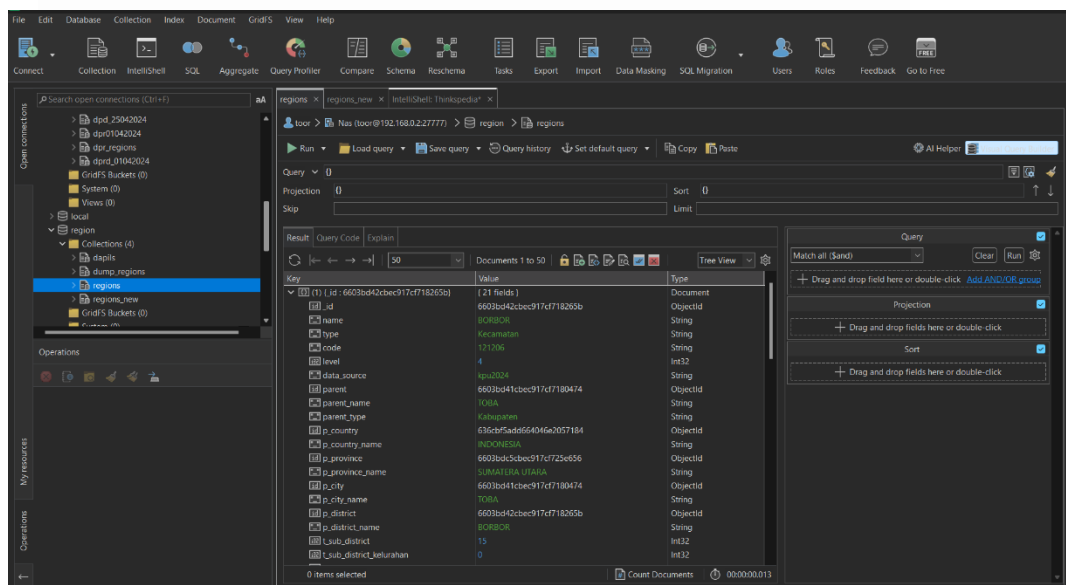 File Edit Database Collection Index Document GridFS View Help
Connect Collection IntelliShell SQL Aggregate Query Profiler Compare Schema Reschema Tasks Export Import Data Masking SQL Migration Users Roles Feedback Go to Free
FREE
Open connections
Search open connections (Ctrl+F) aA
dpd_25042024
dpr01042024
dpr_regions
dprd_01042024
GridFS Buckets (0)
System (0)
Views (0)
local
region
Collections (4)
dapils
dump_regions
regions
regions_new
GridFS Buckets (0)
System (0)
Operations
My resources
Operations
regions × regions_new × IntelliShell: Thinkspedia* ×
toor > Nas (toor@192.168.0.2:27777) > region > regions
Run Load query Save query Query history Set default query Copy Paste AI Helper
Query {}
Projection {} Sort {}
Skip Limit
Result Query Code Explain
50 Documents 1 to 50 Tree View
Key Value Type
(1) {_id : 6603bd42cbec917cf718265b} { 21 fields } Document
_id 6603bd42cbec917cf718265b ObjectId
name BORBOR String
type Kecamatan String
code 121206 String
level 4 Int32
data_source kpu2024 String
parent 6603bd41cbec917cf7180474 ObjectId
parent_name TOBA String
parent_type Kabupaten String
p_country 636cbf5add664046e2057184 ObjectId
p_country_name INDONESIA String
p_province 6603bdc5cbec917cf725e656 ObjectId
p_province_name SUMATERA UTARA String
p_city 6603bd41cbec917cf7180474 ObjectId
p_city_name TOBA String
p_district 6603bd42cbec917cf718265b ObjectId
p_district_name BORBOR String
t_sub_district 15 Int32
t_sub_district_kelurahan 0 Int32
0 items selected Count Documents 00:00:00.013
Query
Match all ($and) Clear Run
Drag and drop field here or double-click Add AND/OR group
Projection
Drag and drop fields here or double-click
Sort
Drag and drop fields here or double-click